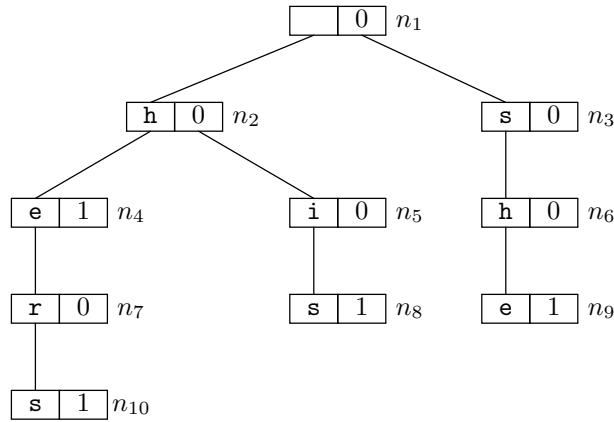 0 n₁
h 0 n₂ s 0 n₃
e 1 n₄ i 0 n₅ h 0 n₆
r 0 n₇ s 1 n₈ e 1 n₉
s 1 n₁₀